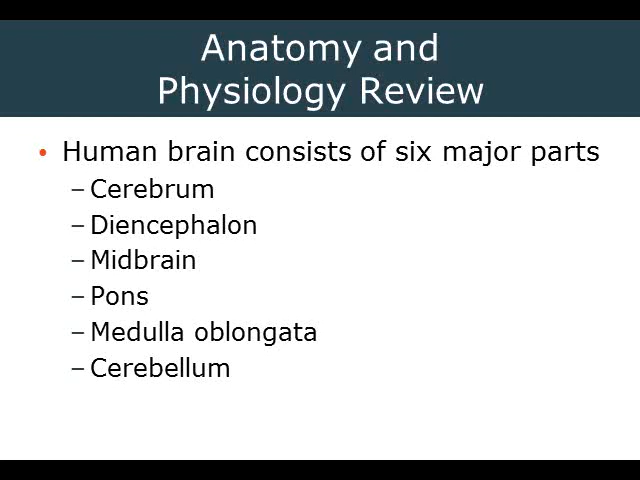 Anatomy and
Physiology Review
• Human brain consists of six major parts
– Cerebrum
– Diencephalon
– Midbrain
– Pons
– Medulla oblongata
– Cerebellum